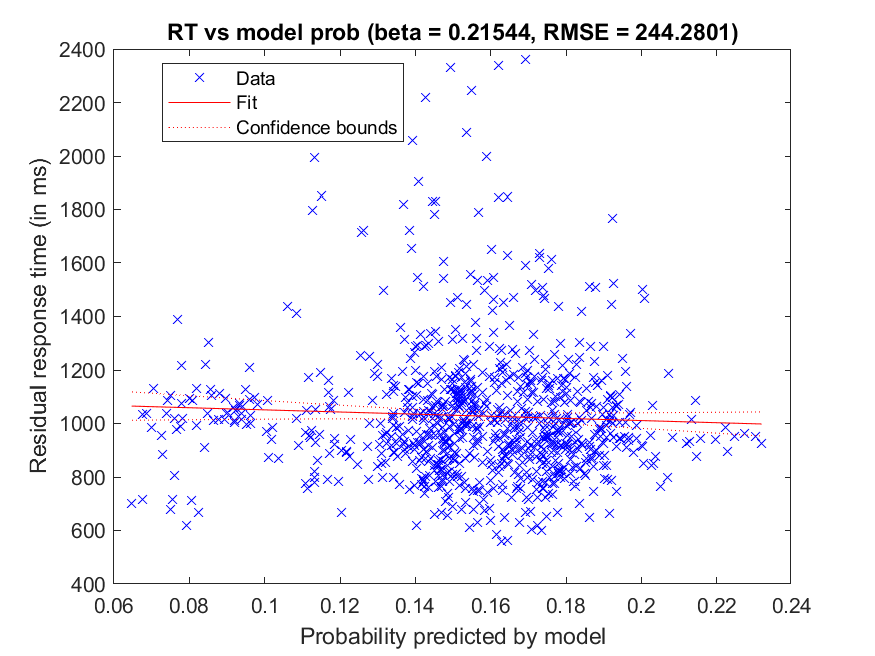 RT vs model prob (beta = 0.21544, RMSE = 244.2801)
Data
Fit
Confidence bounds
2400
2200
2000
1800
1600
1400
1200
1000
800
600
400
Residual response time (in ms)
0.06 0.08 0.1 0.12 0.14 0.16 0.18 0.2 0.22 0.24
Probability predicted by model